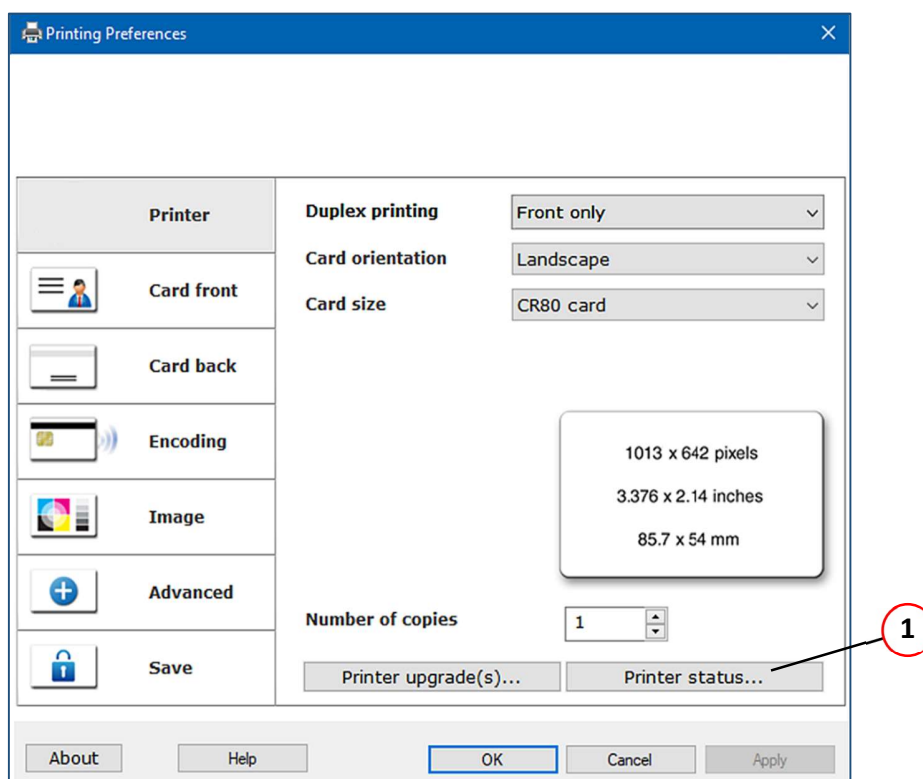 Printing Preferences
Printer
Duplex printing
Front only
Card orientation
Landscape
Card front
Card size
CR80 card
Card back
Encoding
1013 x 642 pixels
3.376 x 2.14 inches
85.7 x 54 mm
Image
Advanced
Number of copies
1
Save
Printer upgrade(s)...
Printer status...
1
About
Help
OK
Cancel
Apply